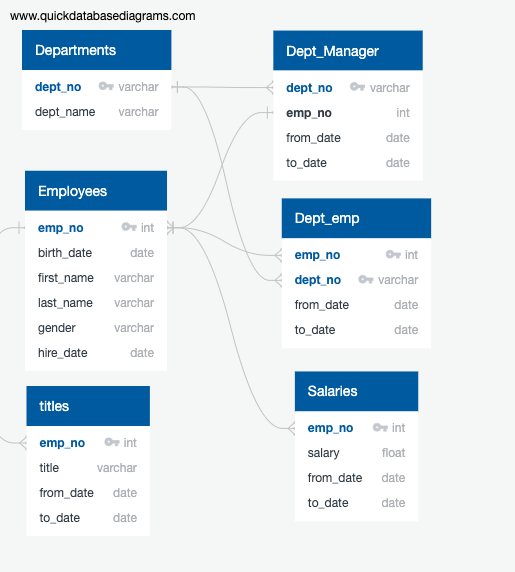 www.quickdatabasediagrams.com
Departments
dept_no varchar
dept_name varchar
Dept_Manager
dept_no varchar
emp_no int
from_date date
to_date date
Employees
emp_no int
birth_date date
first_name varchar
last_name varchar
gender varchar
hire_date date
Dept_emp
emp_no int
dept_no varchar
from_date date
to_date date
titles
emp_no int
title varchar
from_date date
to_date date
Salaries
emp_no int
salary float
from_date date
to_date date